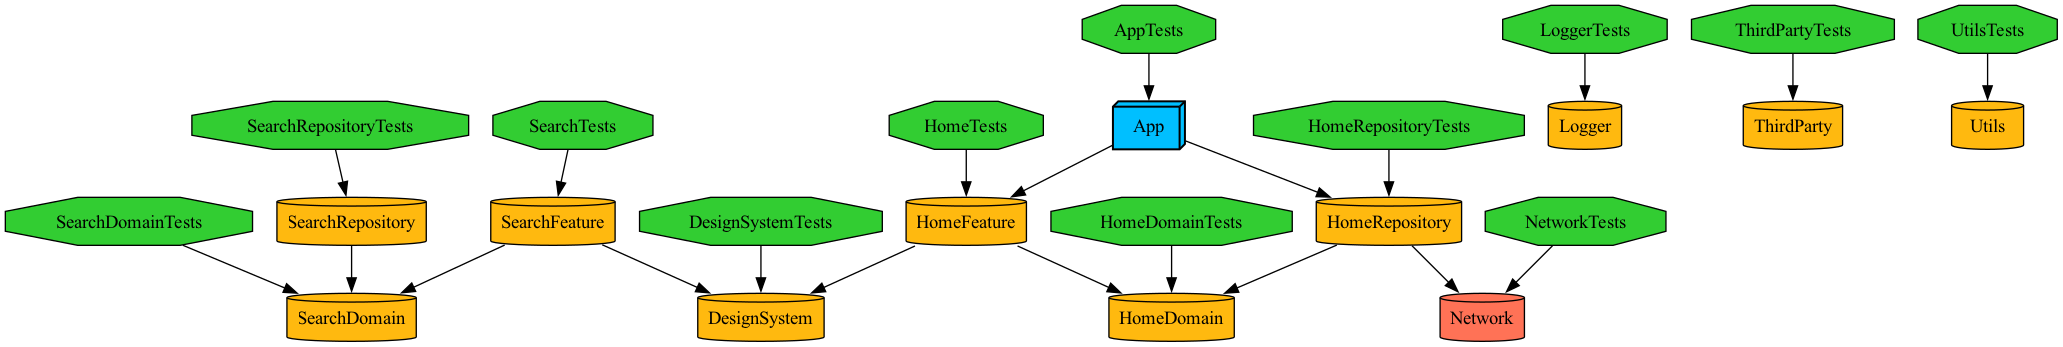 AppTests
LoggerTests
ThirdPartyTests
UtilsTests
SearchRepositoryTests
SearchTests
HomeTests
App
HomeRepositoryTests
Logger
ThirdParty
Utils
SearchDomainTests
SearchRepository
SearchFeature
DesignSystemTests
HomeFeature
HomeDomainTests
HomeRepository
NetworkTests
SearchDomain
DesignSystem
HomeDomain
Network